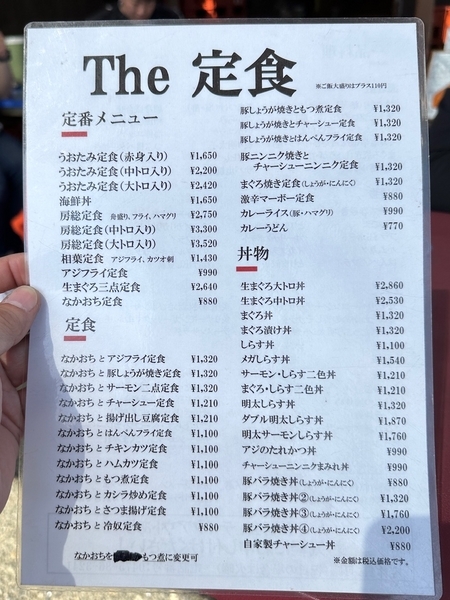 The 定食
※ご飯大盛りはプラス110円
定番メニュー
うおたみ定食(赤身入り) ¥1,650
うおたみ定食(中トロ入り) ¥2,200
うおたみ定食(大トロ入り) ¥2,420
海鮮丼 ¥1,650
房総定食 舟盛り、フライ、ハマグリ ¥2,750
房総定食(中トロ入り) ¥3,300
房総定食(大トロ入り) ¥3,520
相葉定食 アジフライ、カツオ刺 ¥1,430
アジフライ定食 ¥990
生まぐろ三点定食 ¥2,640
なかおち定食 ¥880
定食
なかおちとアジフライ定食 ¥1,320
なかおちと豚しょうが焼き定食 ¥1,320
なかおちとサーモン二点定食 ¥1,320
なかおちとチャーシュー定食 ¥1,210
なかおちと揚げ出し豆腐定食 ¥1,210
なかおちとはんぺんフライ定食 ¥1,100
なかおちとチキンカツ定食 ¥1,100
なかおちとハムカツ定食 ¥1,100
なかおちともつ煮定食 ¥1,100
なかおちとカシラ炒め定食 ¥1,100
なかおちとさつま揚げ定食 ¥1,100
なかおちと冷奴定食 ¥880
なかおちを もつ煮に変更可
豚しょうが焼きともつ煮定食 ¥1,320
豚しょうが焼きとチャーシュー定食 ¥1,320
豚しょうが焼きとはんぺんフライ定食 ¥1,320
豚ニンニク焼きと
チャーシューニンニク定食 ¥1,320
まぐろ焼き定食(しょうが・にんにく) ¥1,320
激辛マーボー定食 ¥880
カレーライス(豚・ハマグリ) ¥990
カレーうどん ¥770
丼物
生まぐろ大トロ丼 ¥2,860
生まぐろ中トロ丼 ¥2,530
まぐろ丼 ¥1,320
まぐろ漬け丼 ¥1,320
しらす丼 ¥1,100
メガしらす丼 ¥1,540
サーモン・しらす二色丼 ¥1,210
まぐろ・しらす二色丼 ¥1,210
明太しらす丼 ¥1,320
ダブル明太しらす丼 ¥1,870
明太サーモンしらす丼 ¥1,760
アジのたれかつ丼 ¥990
チャーシューニンニクまみれ丼 ¥990
豚バラ焼き丼(しょうが・にんにく) ¥880
豚バラ焼き丼②(しょうが・にんにく) ¥1,320
豚バラ焼き丼③(しょうが・にんにく) ¥1,760
豚バラ焼き丼④(しょうが・にんにく) ¥2,200
自家製チャーシュー丼 ¥880
※金額は税込価格です。